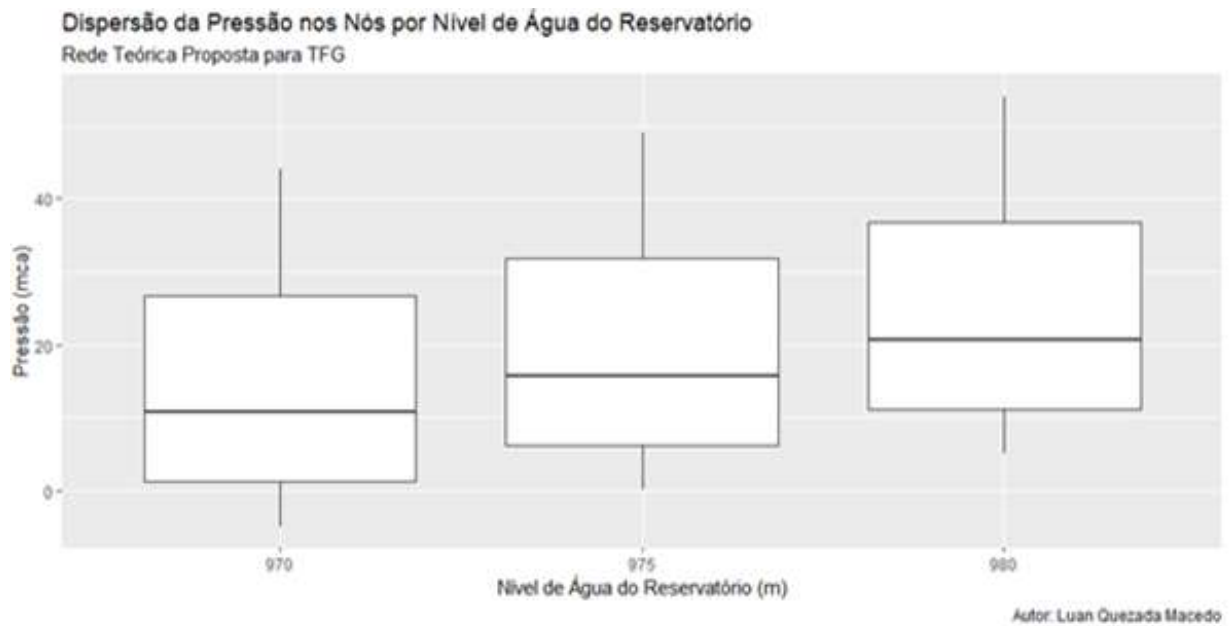 Dispersão da Pressão nos Nós por Nível de Água do Reservatório
Rede Teórica Proposta para TFG
Pressão (mca)
40
20
0
970
975
980
Nível de Água do Reservatório (m)
Autor: Luan Quezada Macedo